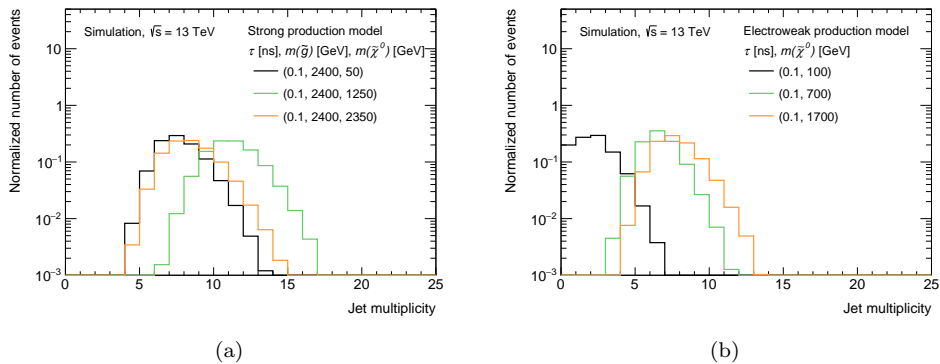 Normalized number of events
10
1
10⁻¹
10⁻²
10⁻³
Simulation, √s = 13 TeV
Strong production model
τ [ns], m(g̃) [GeV], m(χ̃⁰) [GeV]
(0.1, 2400, 50)
(0.1, 2400, 1250)
(0.1, 2400, 2350)
0 5 10 15 20 25
Jet multiplicity
(a)
Normalized number of events
10
1
10⁻¹
10⁻²
10⁻³
Simulation, √s = 13 TeV
Electroweak production model
τ [ns], m(χ̃⁰) [GeV]
(0.1, 100)
(0.1, 700)
(0.1, 1700)
0 5 10 15 20 25
Jet multiplicity
(b)